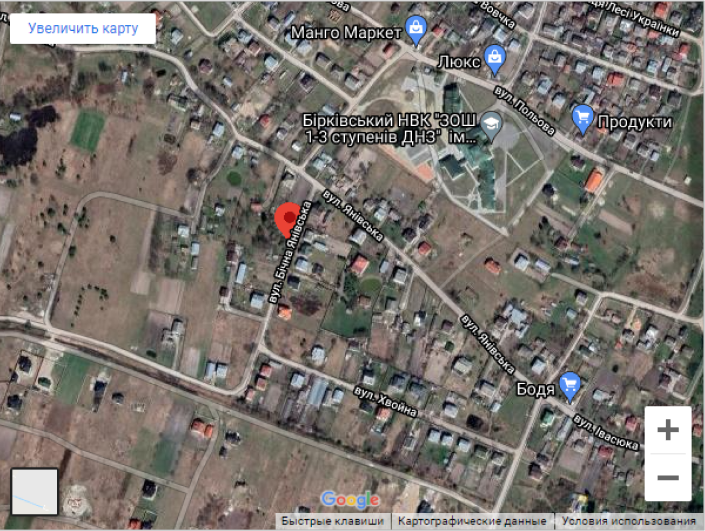 Увеличить карту
Вовчка
ця Лесі Українки
Манго Маркет
Люкс
вул. Польова
Продукти
Бірківський НВК "ЗОШ
1-3 ступенів ДНЗ" ім...
вул. Янівська
вул. Бічна Янівська
вул. Янівська
Бодя
вул. Хвойна
вул. Івасюка
Google
Быстрые клавиши
Картографические данные
Условия использования